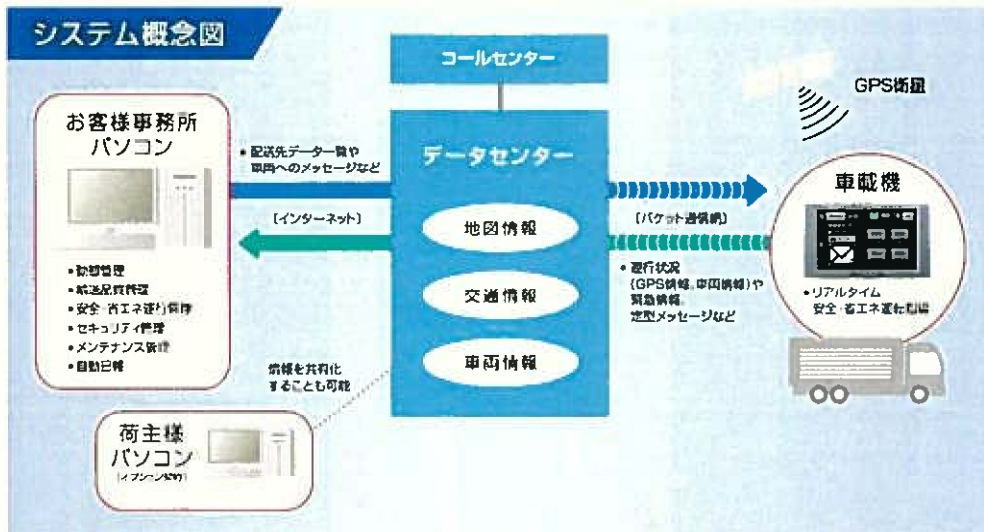 システム概念図
コールセンター
GPS衛星
お客様事務所
パソコン
• 配送先データ一覧や
車両へのメッセージなど
データセンター
車載機
[インターネット]
地図情報
[パケット通信網]
• 動態管理
• 輸送品質管理
• 安全・省エネ運行管理
• セキュリティ管理
• メンテナンス管理
• 自動日報
交通情報
• 運行状況
(GPS情報、車両情報)や
緊急情報、
定型メッセージなど
• リアルタイム
安全・省エネ運転
車両情報
情報を共有化
することも可能
荷主様
パソコン
(オプション契約)